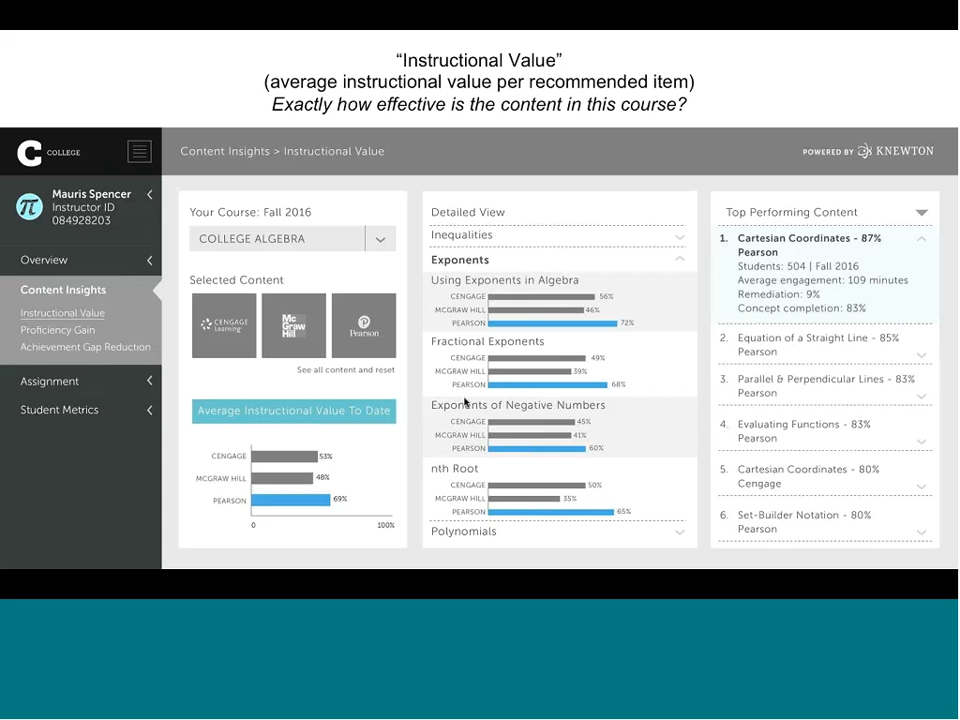 “Instructional Value”
(average instructional value per recommended item)
Exactly how effective is the content in this course?
C COLLEGE
Content Insights > Instructional Value
POWERED BY KNEWTON
Mauris Spencer
Instructor ID
084928203
Overview
Content Insights
Instructional Value
Proficiency Gain
Achievement Gap Reduction
Assignment
Student Metrics
Your Course: Fall 2016
COLLEGE ALGEBRA
Selected Content
CENGAGE
Learning
Mc
Graw
Hill
Pearson
See all content and reset
Average Instructional Value To Date
CENGAGE 53%
MCGRAW HILL 48%
PEARSON 69%
0 100%
Detailed View
Inequalities
Exponents
Using Exponents in Algebra
CENGAGE 56%
MCGRAW HILL 46%
PEARSON 72%
Fractional Exponents
CENGAGE 49%
MCGRAW HILL 39%
PEARSON 68%
Exponents of Negative Numbers
CENGAGE 45%
MCGRAW HILL 41%
PEARSON 60%
nth Root
CENGAGE 50%
MCGRAW HILL 35%
PEARSON 65%
Polynomials
Top Performing Content
1. Cartesian Coordinates - 87%
Pearson
Students: 504 | Fall 2016
Average engagement: 109 minutes
Remediation: 9%
Concept completion: 83%
2. Equation of a Straight Line - 85%
Pearson
3. Parallel & Perpendicular Lines - 83%
Pearson
4. Evaluating Functions - 83%
Pearson
5. Cartesian Coordinates - 80%
Cengage
6. Set-Builder Notation - 80%
Pearson